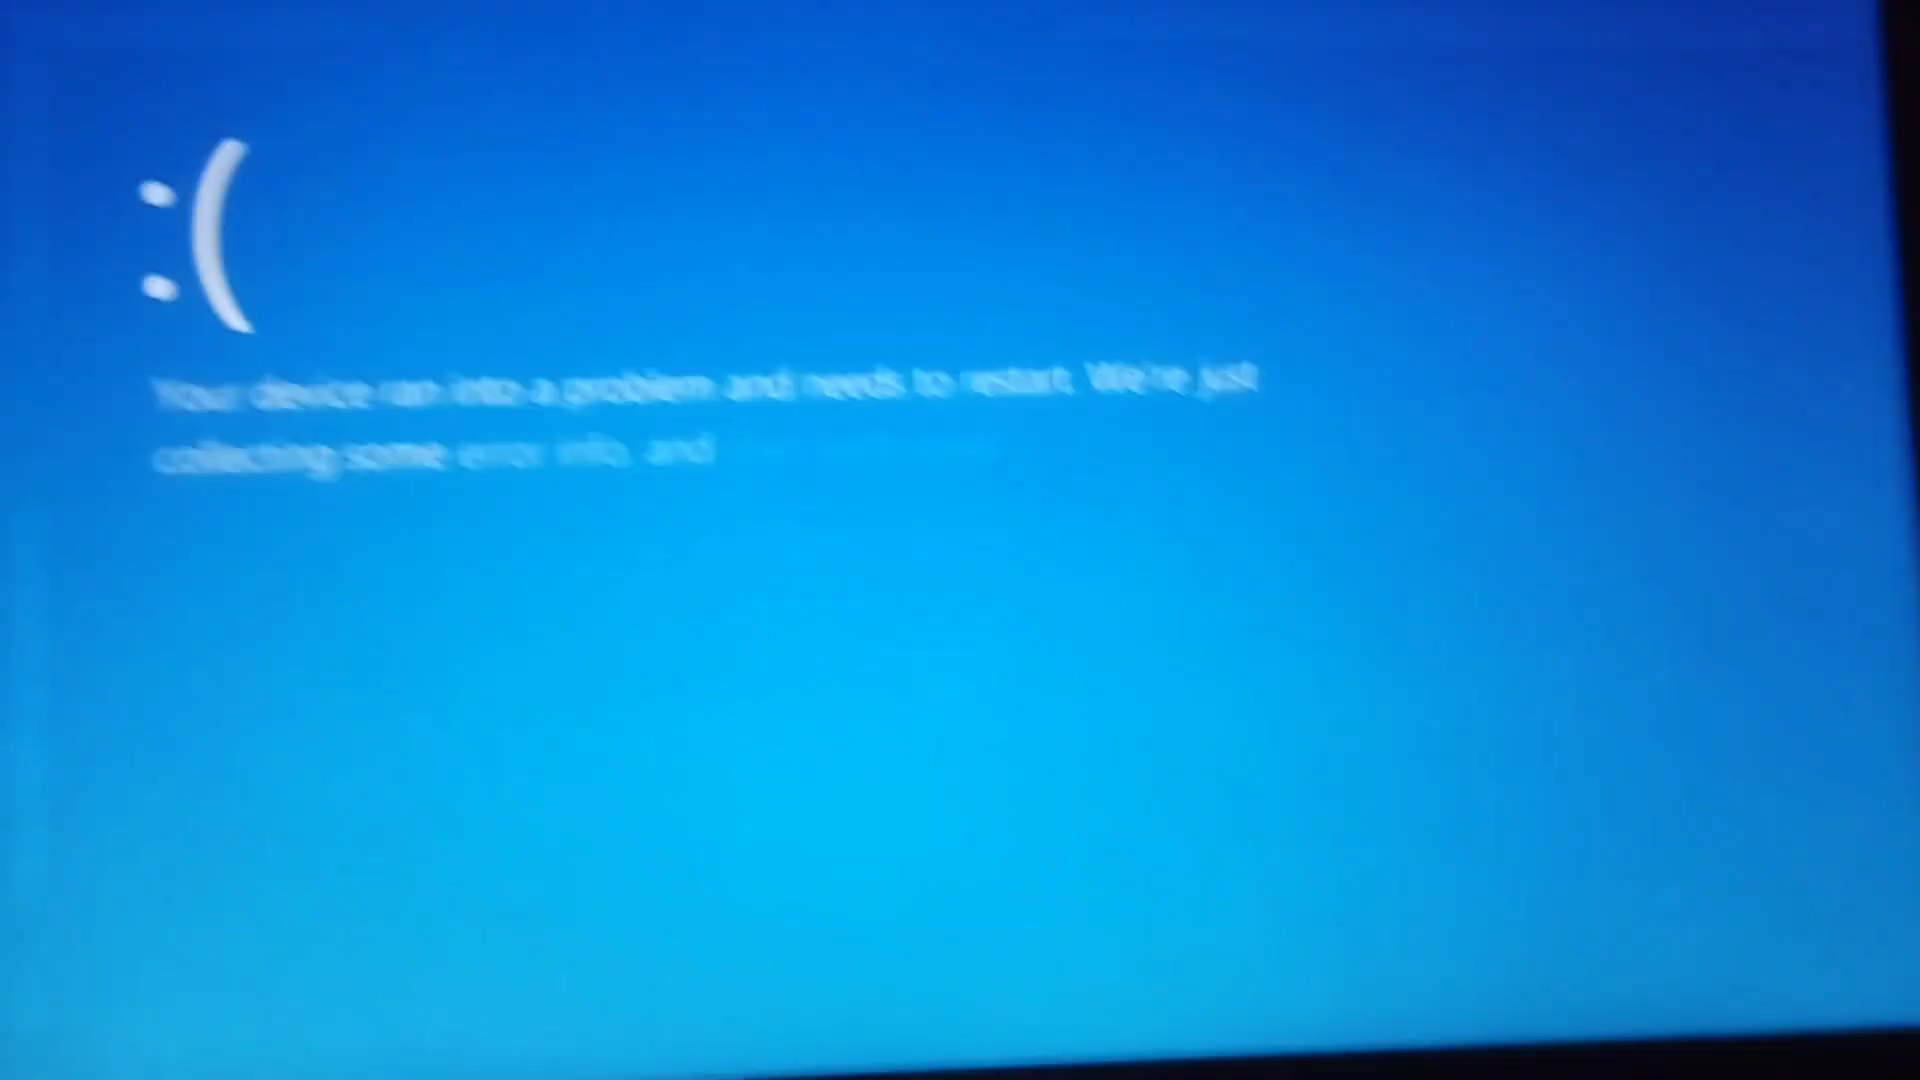 :(
Your device ran into a problem and needs to restart. We're just
collecting some error info, and